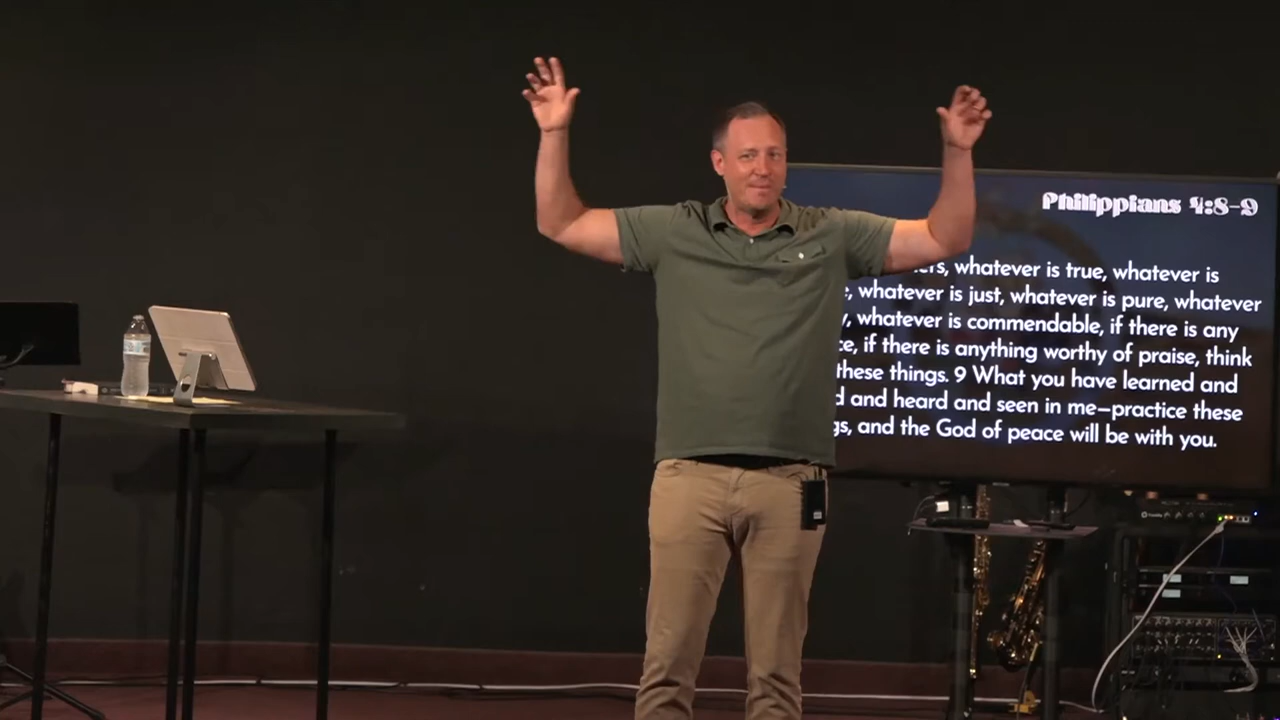 Philippians 4:8-9
whatever is true, whatever is
whatever is just, whatever is pure, whatever
whatever is commendable, if there is any
if there is anything worthy of praise, think
these things. 9 What you have learned and
and heard and seen in me—practice these
and the God of peace will be with you.